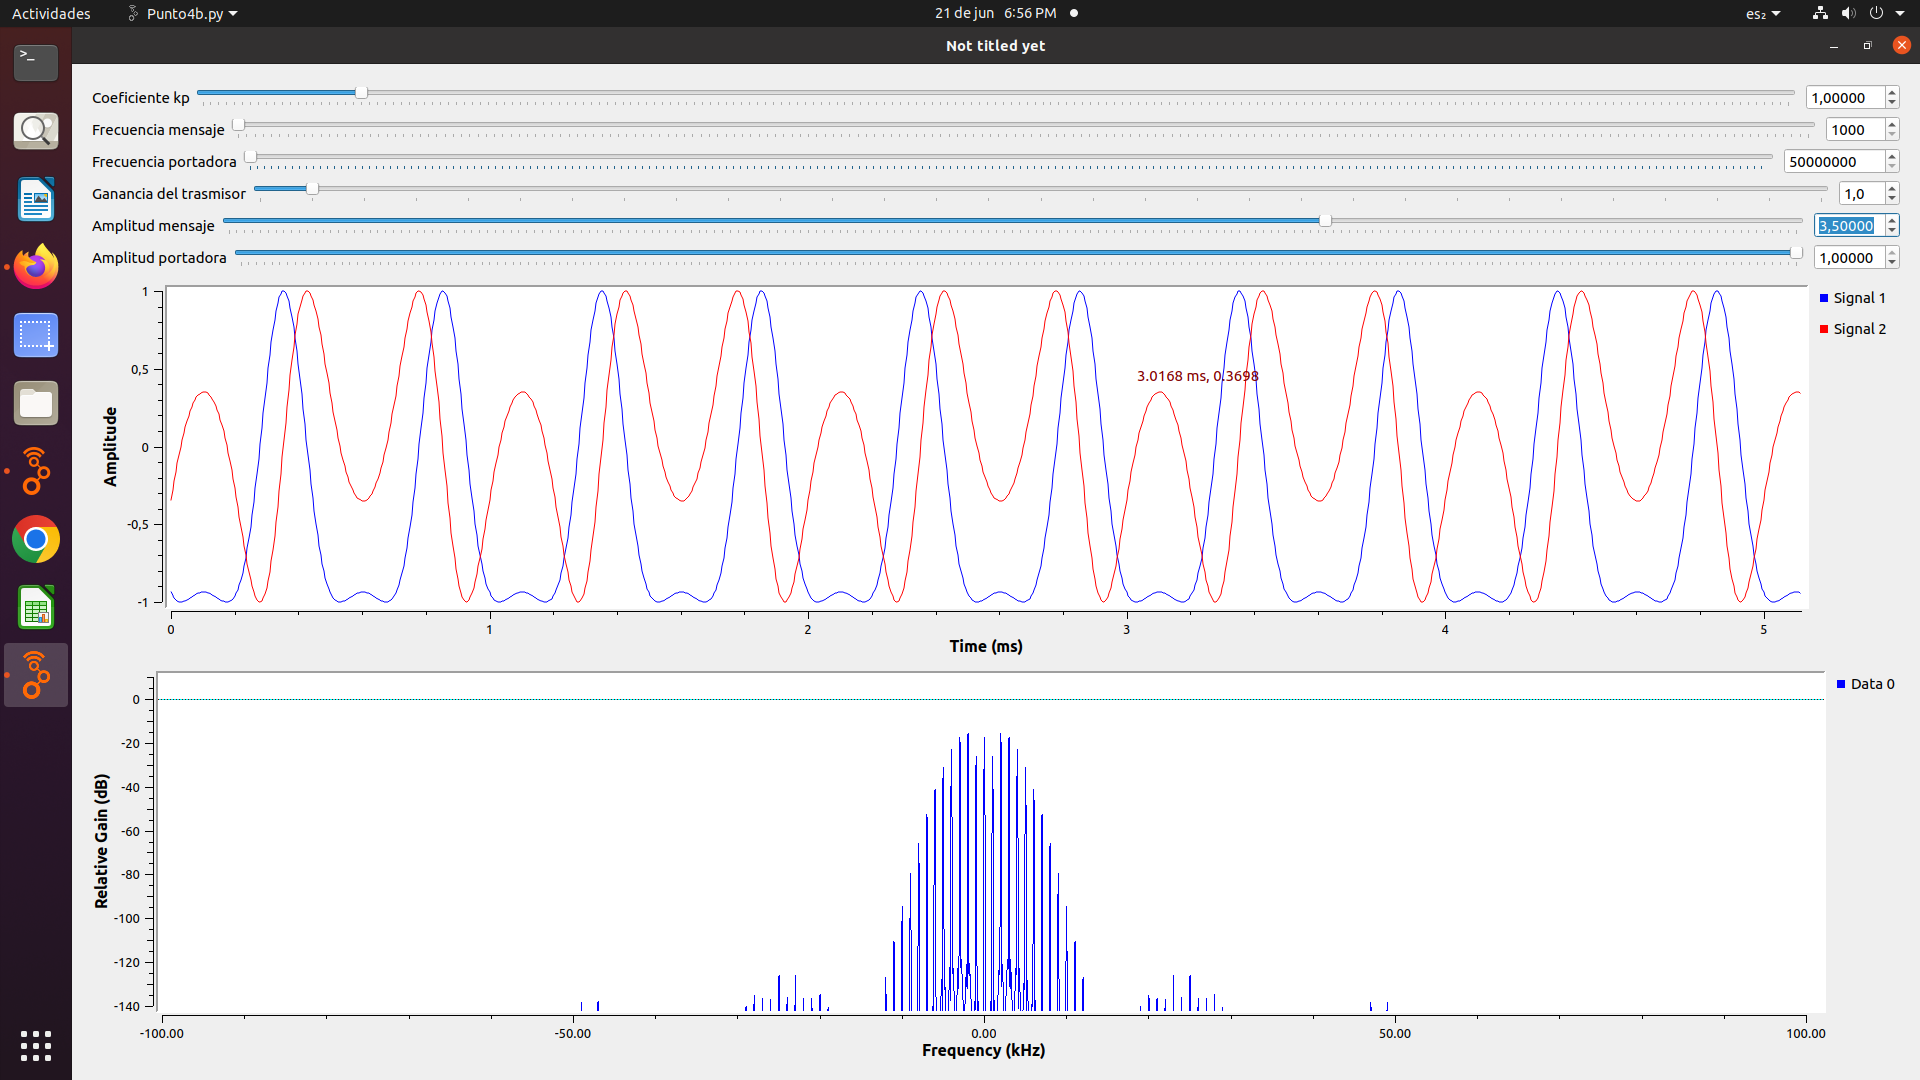 Actividades Punto4b.py 21 de jun 6:56 PM es₂
Not titled yet
Coeficiente kp 1,00000
Frecuencia mensaje 1000
Frecuencia portadora 50000000
Ganancia del trasmisor 1,0
Amplitud mensaje 3,50000
Amplitud portadora 1,00000
1
0,5
0
-0,5
-1
Amplitude
3.0168 ms, 0.3698
Signal 1
Signal 2
0 1 2 3 4 5
Time (ms)
0
-20
-40
-60
-80
-100
-120
-140
Relative Gain (dB)
Data 0
-100.00 -50.00 0.00 50.00 100.00
Frequency (kHz)